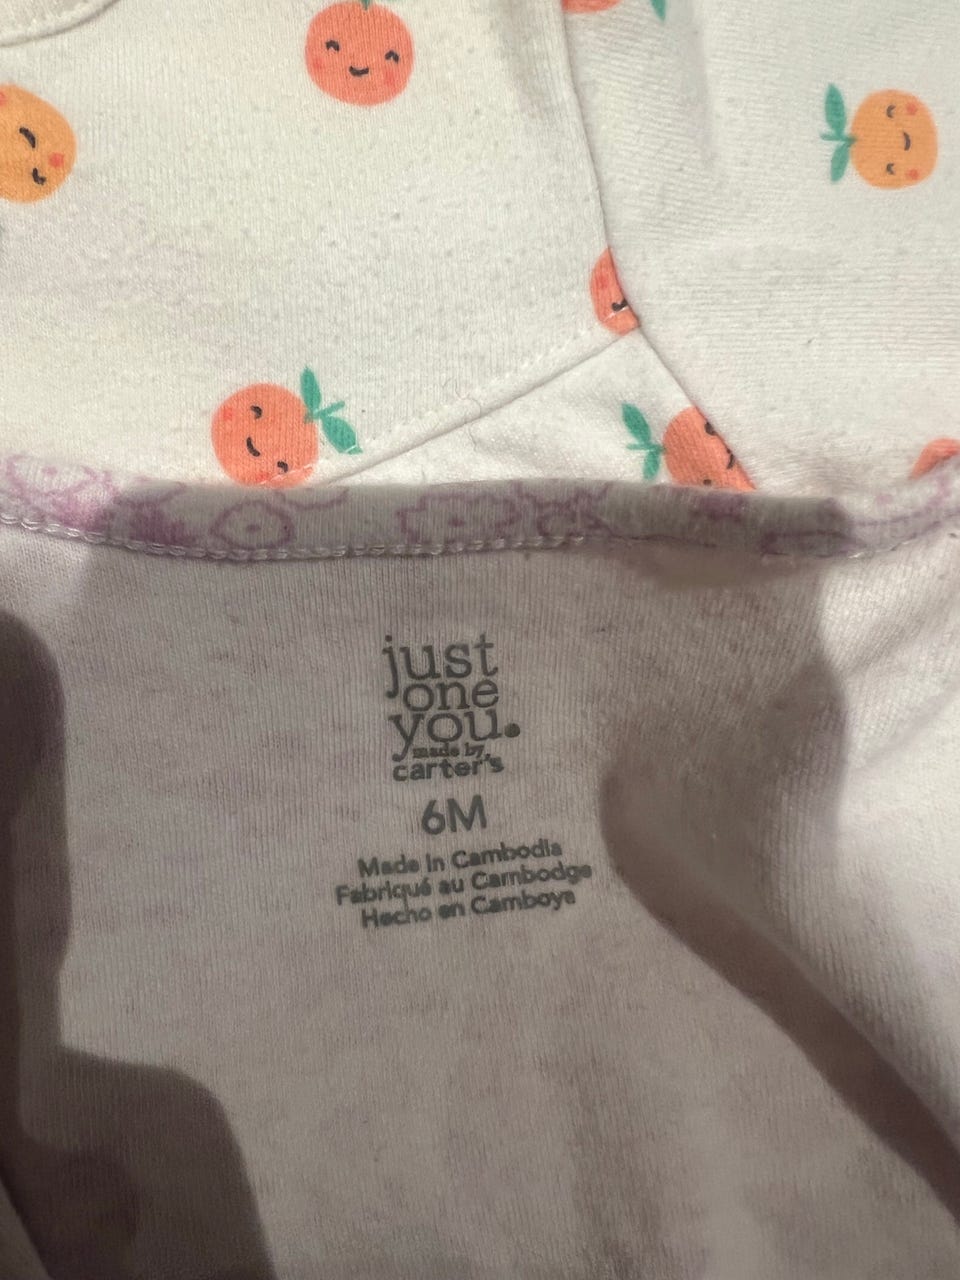 just
one
you.
made by
carter's
6M
Made in Cambodia
Fabriqué au Cambodge
Hecho en Camboya